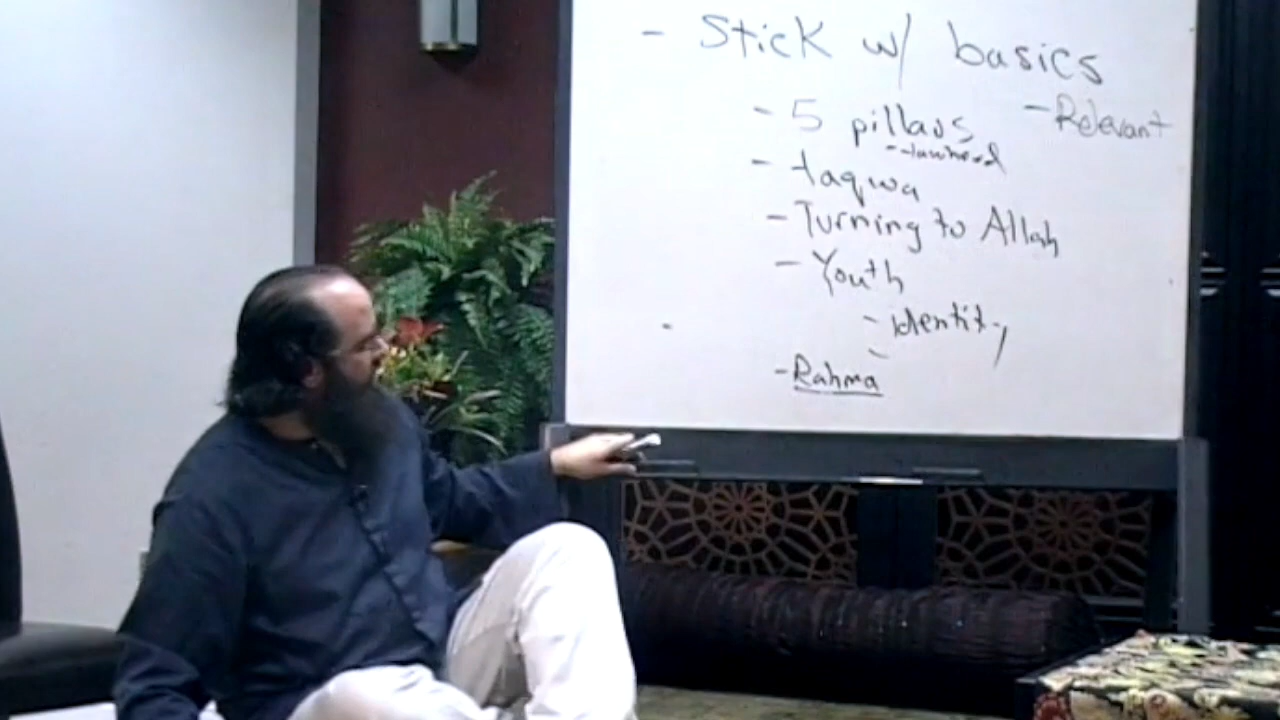 - Stick w/ basics
- 5 pillars
- Relevant
- tawheed
- taqwa
- Turning to Allah
- Youth
- identity
-
- Rahma